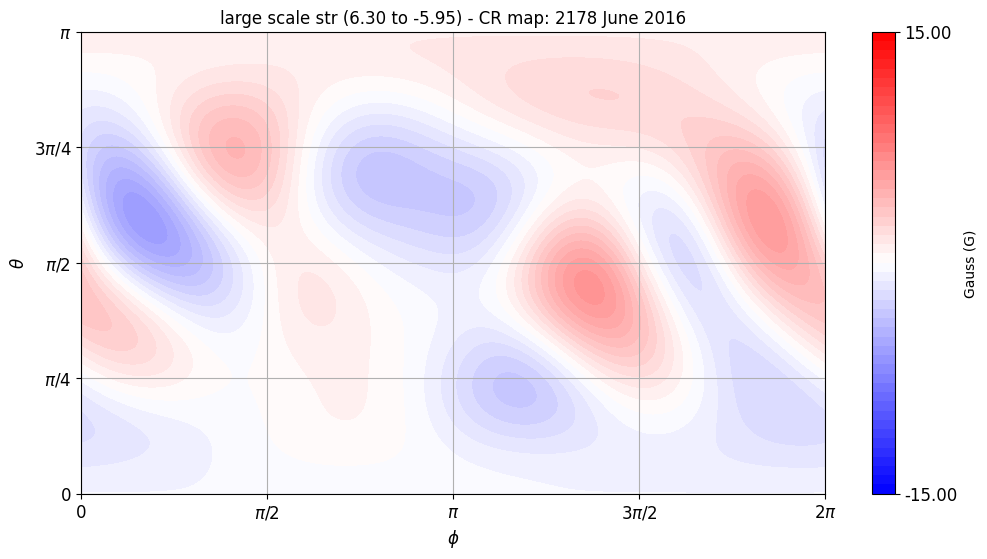 large scale str (6.30 to -5.95) - CR map: 2178 June 2016
π
3π/4
π/2
π/4
0
θ
0
π/2
π
3π/2
2π
ϕ
15.00
-15.00
Gauss (G)